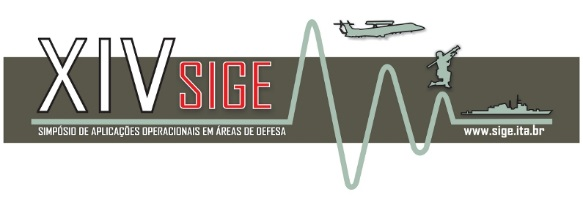 XIV SIGE
SIMPÓSIO DE APLICAÇÕES OPERACIONAIS EM ÁREAS DE DEFESA
www.sige.ita.br